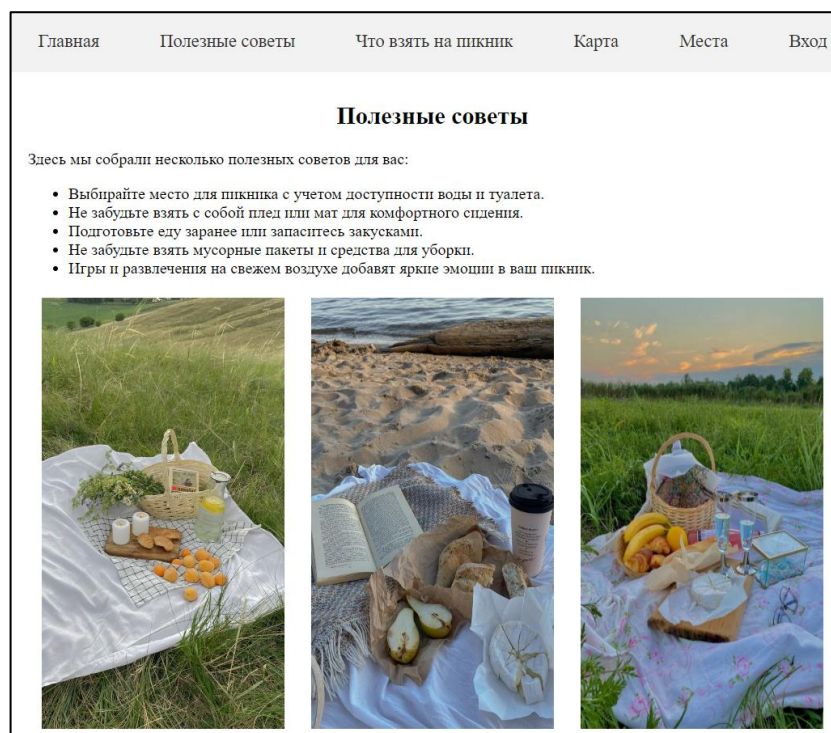 Главная Полезные советы Что взять на пикник Карта Места Вход
Полезные советы
Здесь мы собрали несколько полезных советов для вас:
• Выбирайте место для пикника с учетом доступности воды и туалета.
• Не забудьте взять с собой плед или мат для комфортного сидения.
• Подготовьте еду заранее или запаситесь закусками.
• Не забудьте взять мусорные пакеты и средства для уборки.
• Игры и развлечения на свежем воздухе добавят яркие эмоции в ваш пикник.